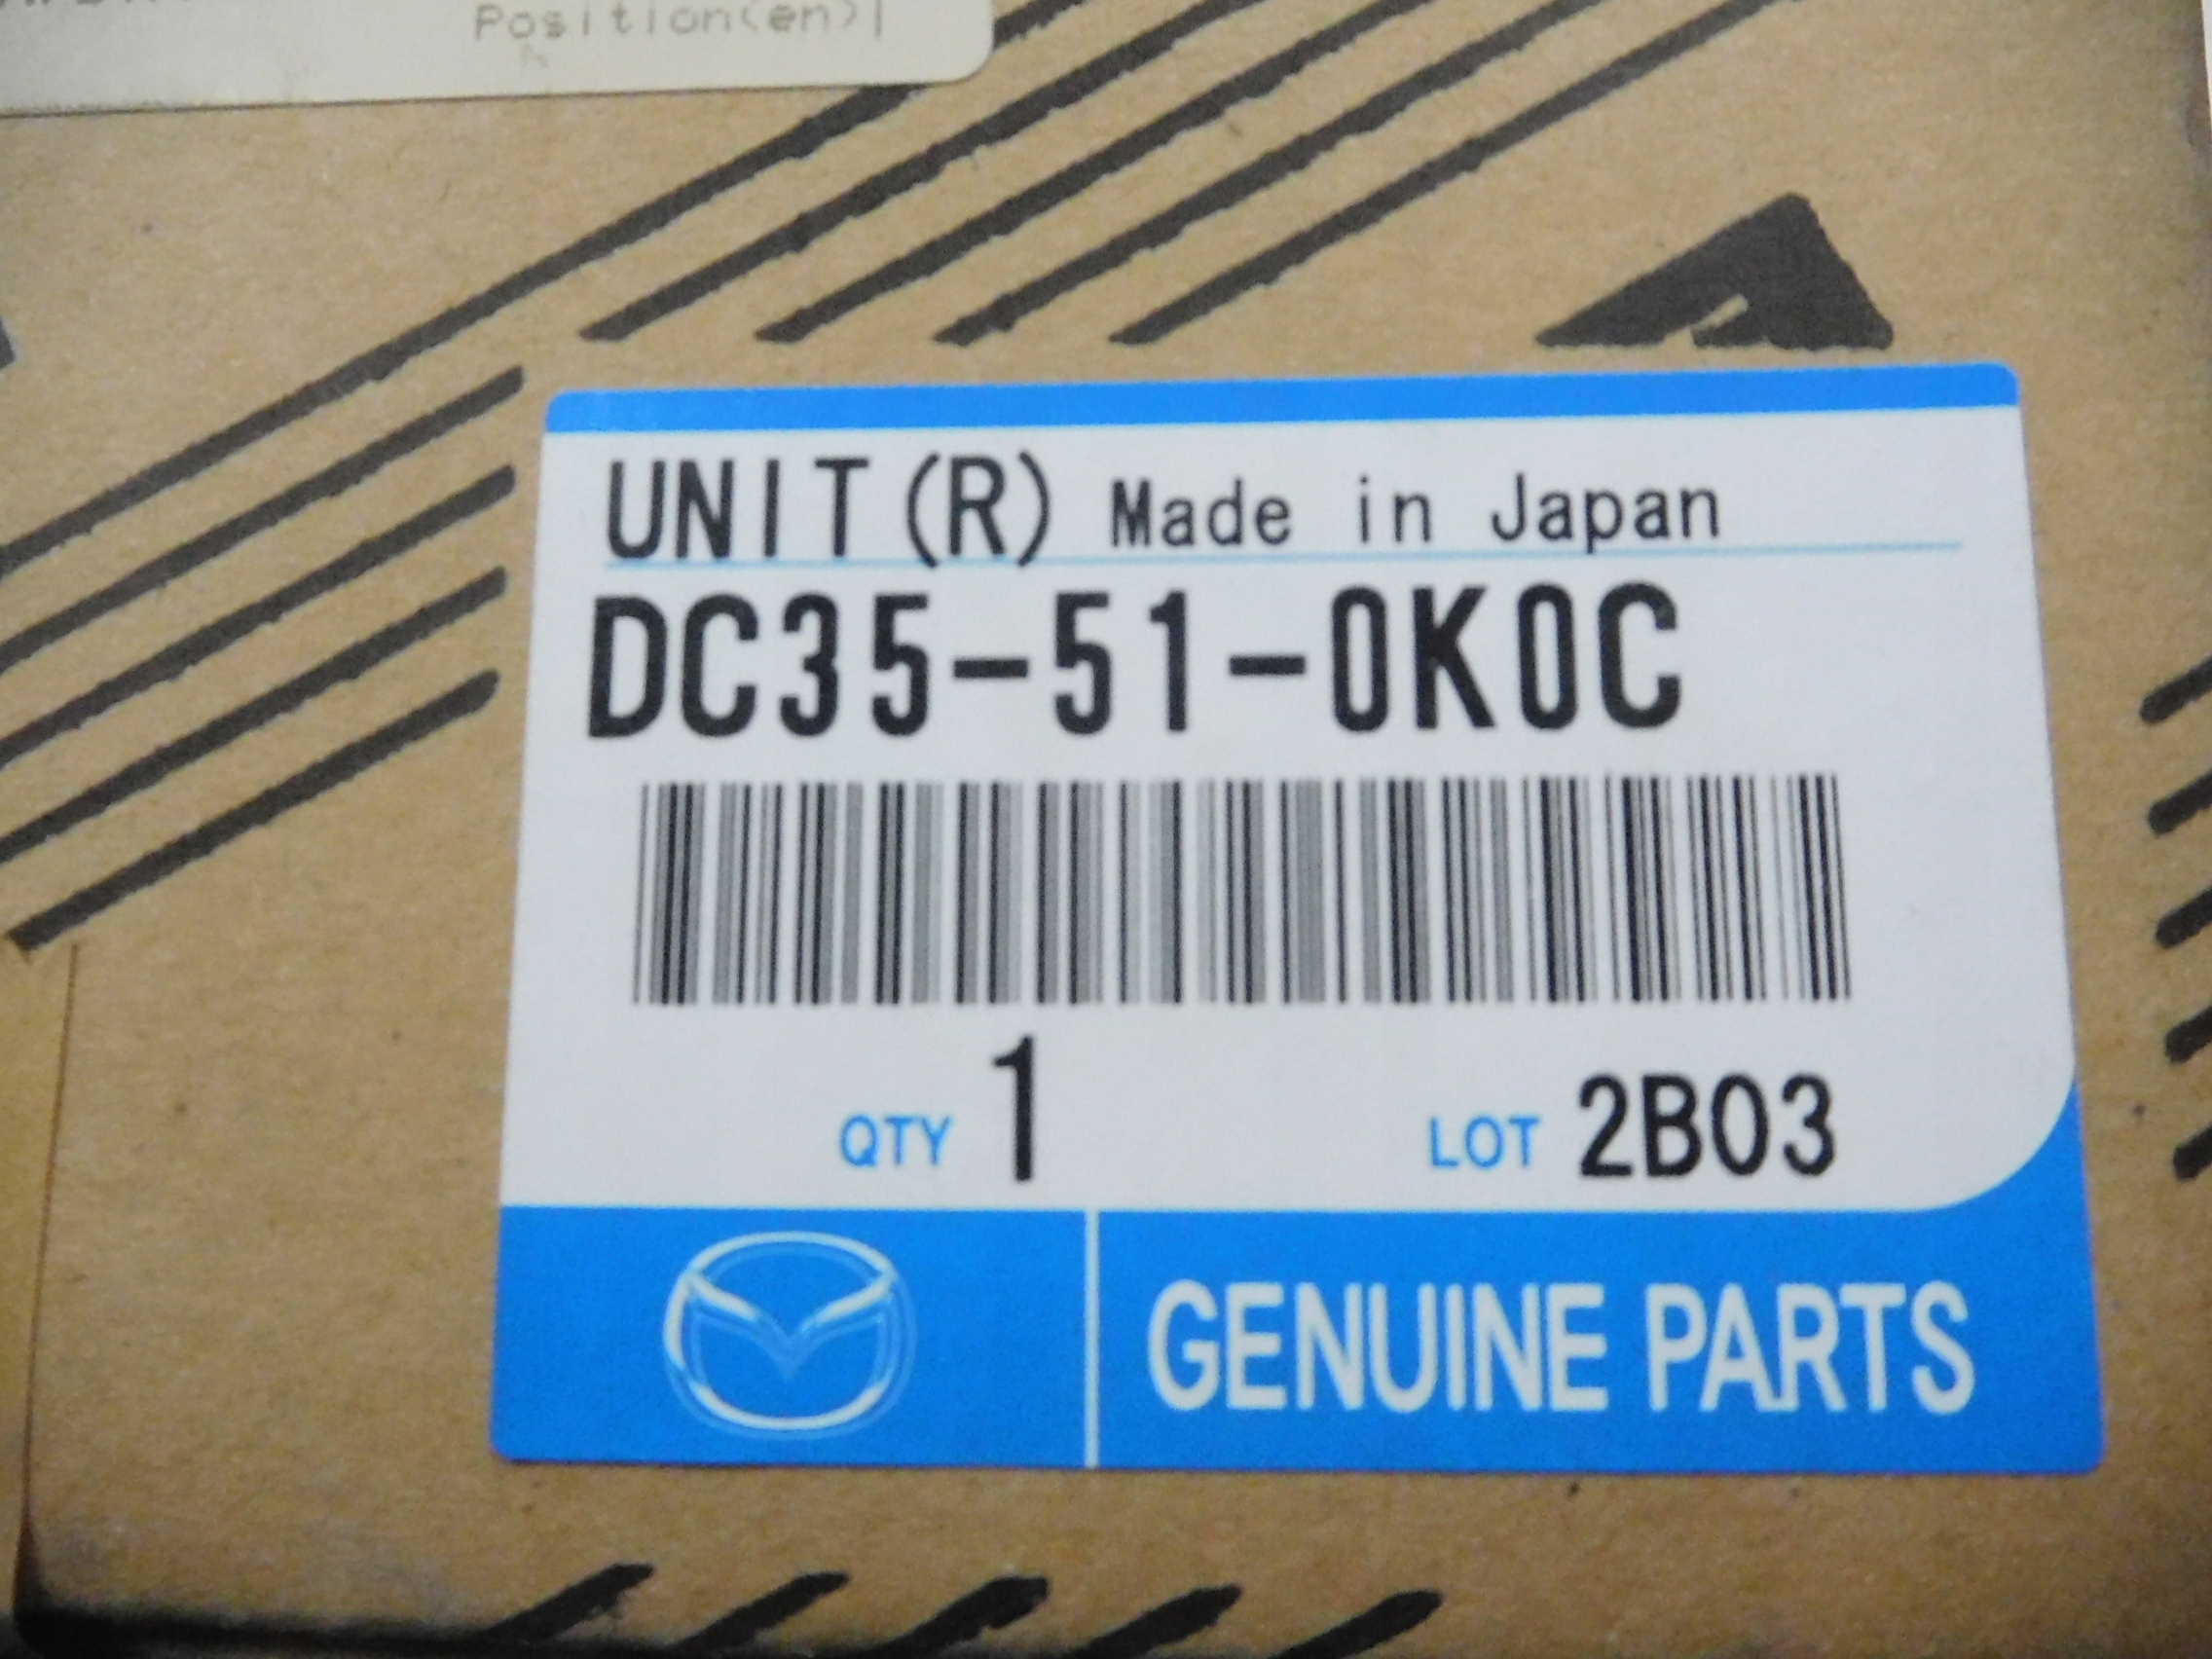 Position(en)|
UNIT(R) Made in Japan
DC35-51-0K0C
QTY 1 LOT 2B03
GENUINE PARTS